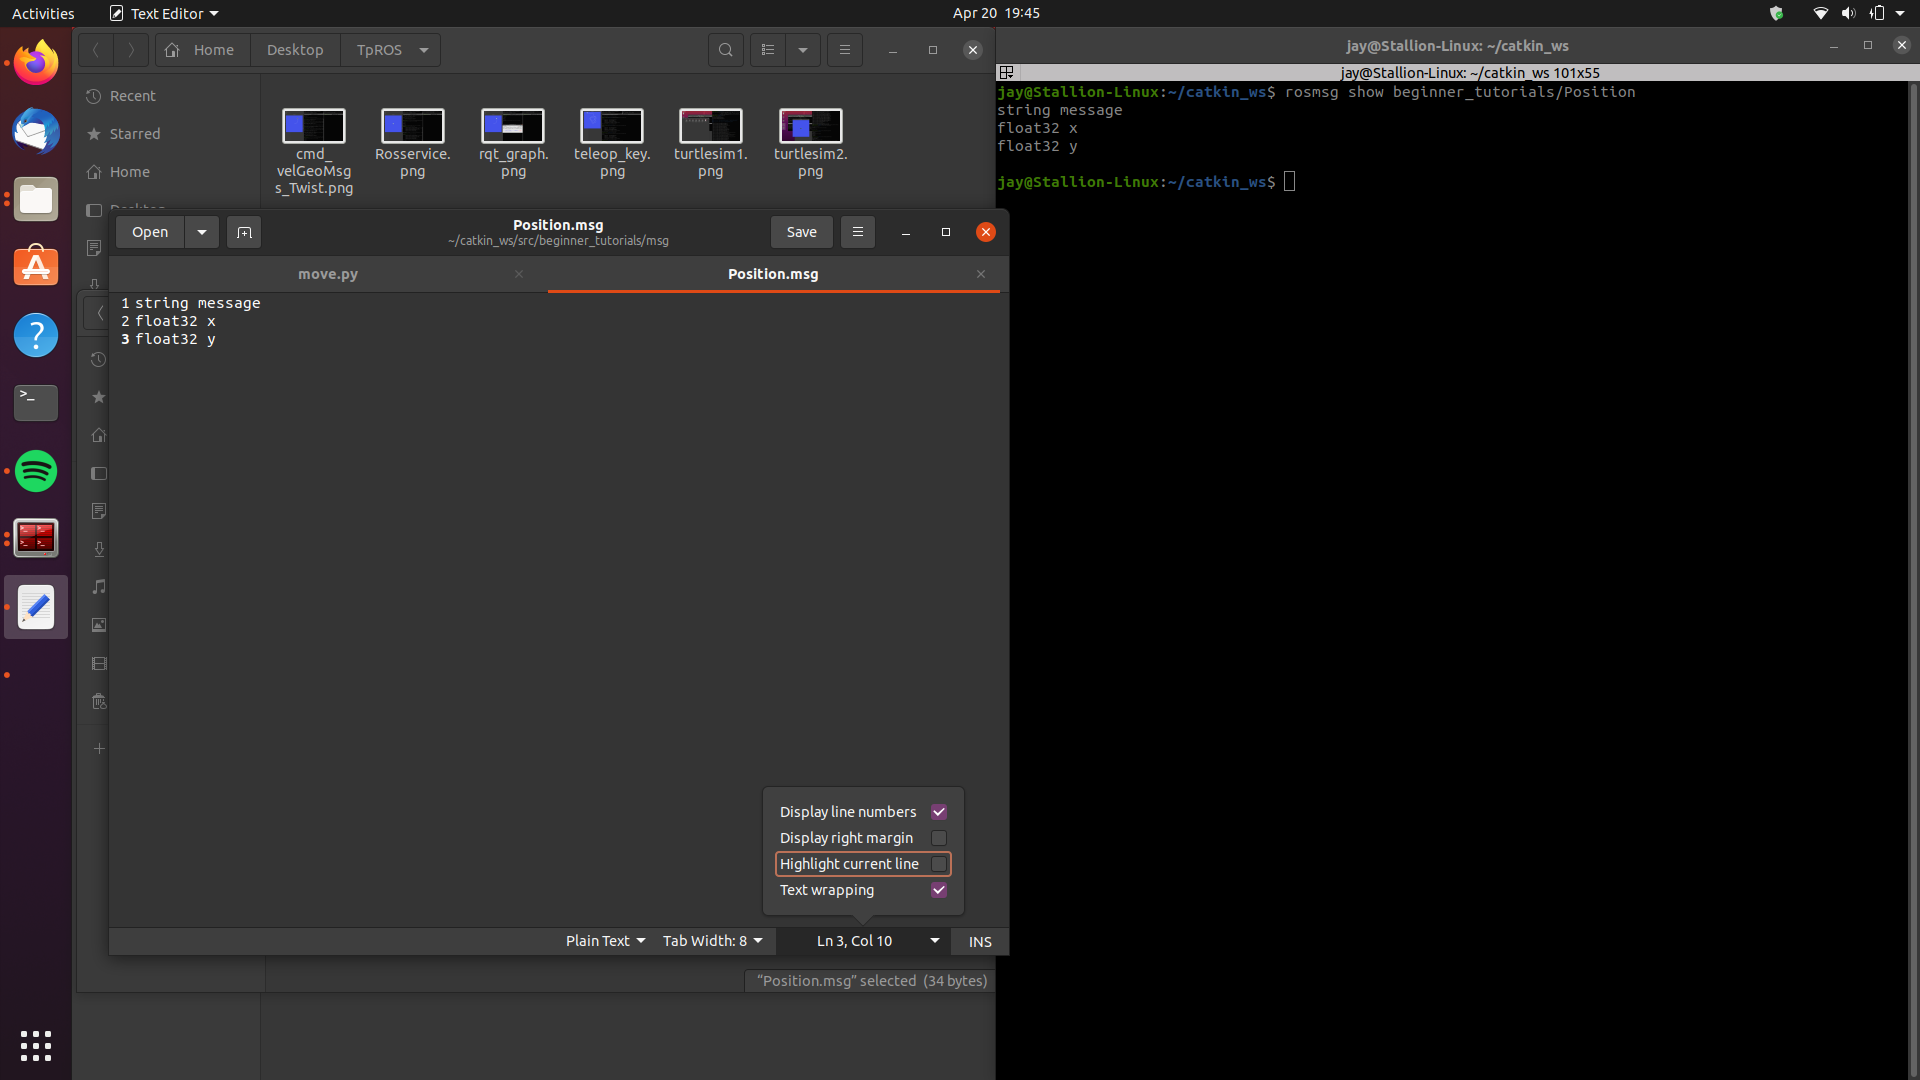 Activities
Text Editor
Apr 20 19:45
Home
Desktop
TpROS
Recent
Starred
Home
cmd_
velGeoMsg
s_Twist.png
Rosservice.
png
rqt_graph.
png
teleop_key.
png
turtlesim1.
png
turtlesim2.
png
Open
Position.msg
~/catkin_ws/src/beginner_tutorials/msg
Save
move.py
Position.msg
1 string message
2 float32 x
3 float32 y
Display line numbers
Display right margin
Highlight current line
Text wrapping
Plain Text
Tab Width: 8
Ln 3, Col 10
INS
“Position.msg” selected (34 bytes)
jay@Stallion-Linux: ~/catkin_ws
jay@Stallion-Linux: ~/catkin_ws 101x55
jay@Stallion-Linux:~/catkin_ws$ rosmsg show beginner_tutorials/Position
string message
float32 x
float32 y
jay@Stallion-Linux:~/catkin_ws$